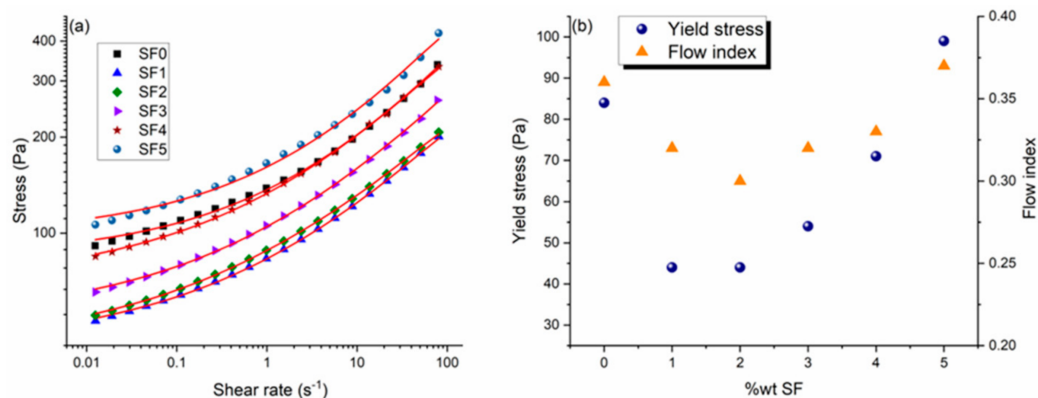 (a)
400
300
200
100
Stress (Pa)
SF0
SF1
SF2
SF3
SF4
SF5
0.01 0.1 1 10 100
Shear rate (s⁻¹)
(b)
Yield stress
Flow index
100
90
80
70
60
50
40
30
Yield stress (Pa)
0.40
0.35
0.30
0.25
0.20
Flow index
0 1 2 3 4 5
%wt SF